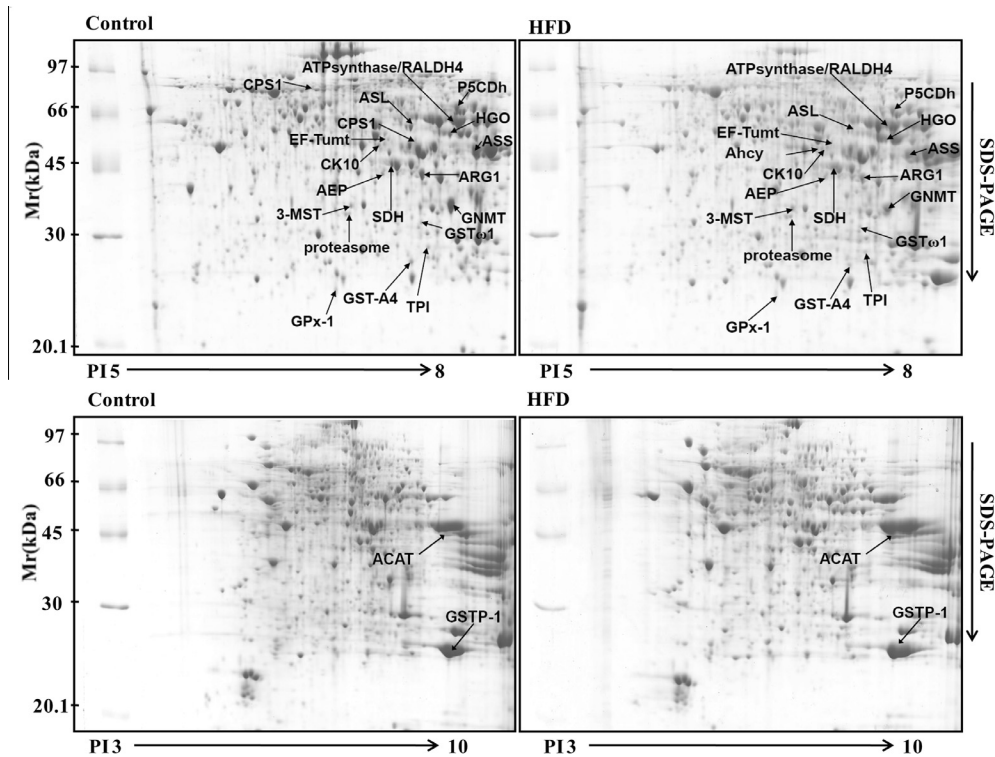 Control
HFD
97
66
45
30
20.1
Mr(kDa)
ATPsynthase/RALDH4
CPS1
P5CDh
ASL
HGO
CPS1
EF-Tumt
ASS
CK10
AEP
ARG1
3-MST
SDH
GNMT
GSTω1
proteasome
GST-A4
TPI
GPx-1
ATPsynthase/RALDH4
P5CDh
ASL
HGO
EF-Tumt
Ahcy
ASS
CK10
ARG1
AEP
GNMT
3-MST
SDH
GSTω1
proteasome
GST-A4
TPI
GPx-1
SDS-PAGE
PI 5
8
PI 5
8
Control
HFD
97
66
45
30
20.1
Mr(kDa)
ACAT
GSTP-1
ACAT
GSTP-1
SDS-PAGE
PI 3
10
PI 3
10